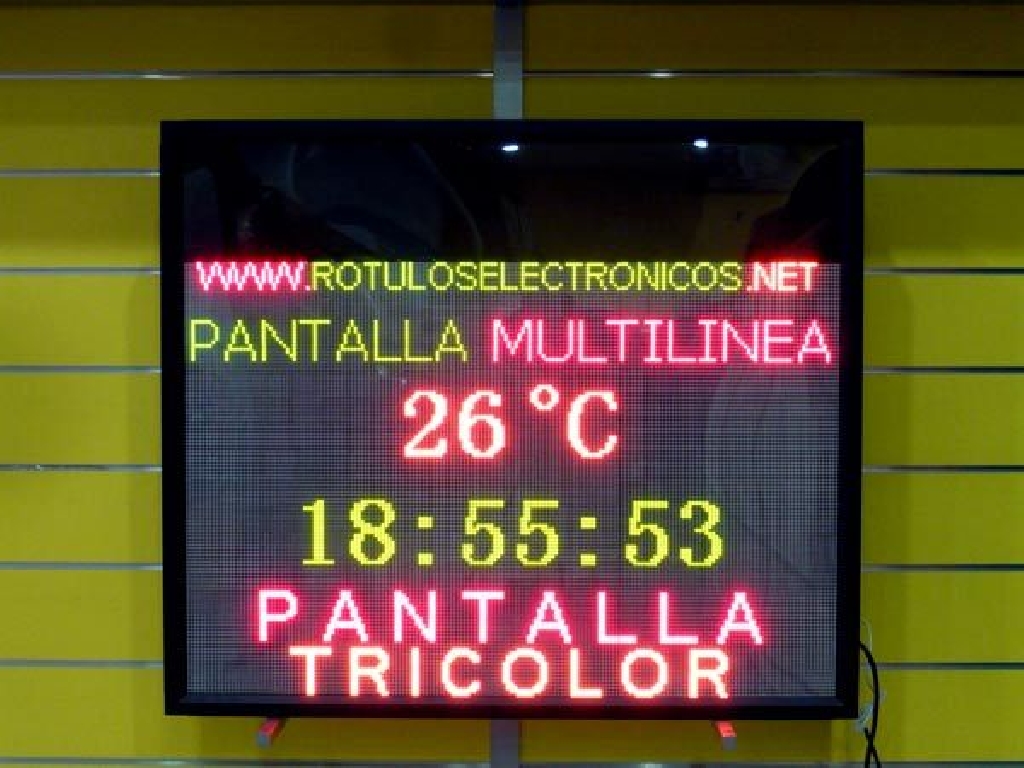 WWW.ROTULOSELECTRONICOS.NET
PANTALLA MULTILINEA
26°C
18:55:53
PANTALLA
TRICOLOR